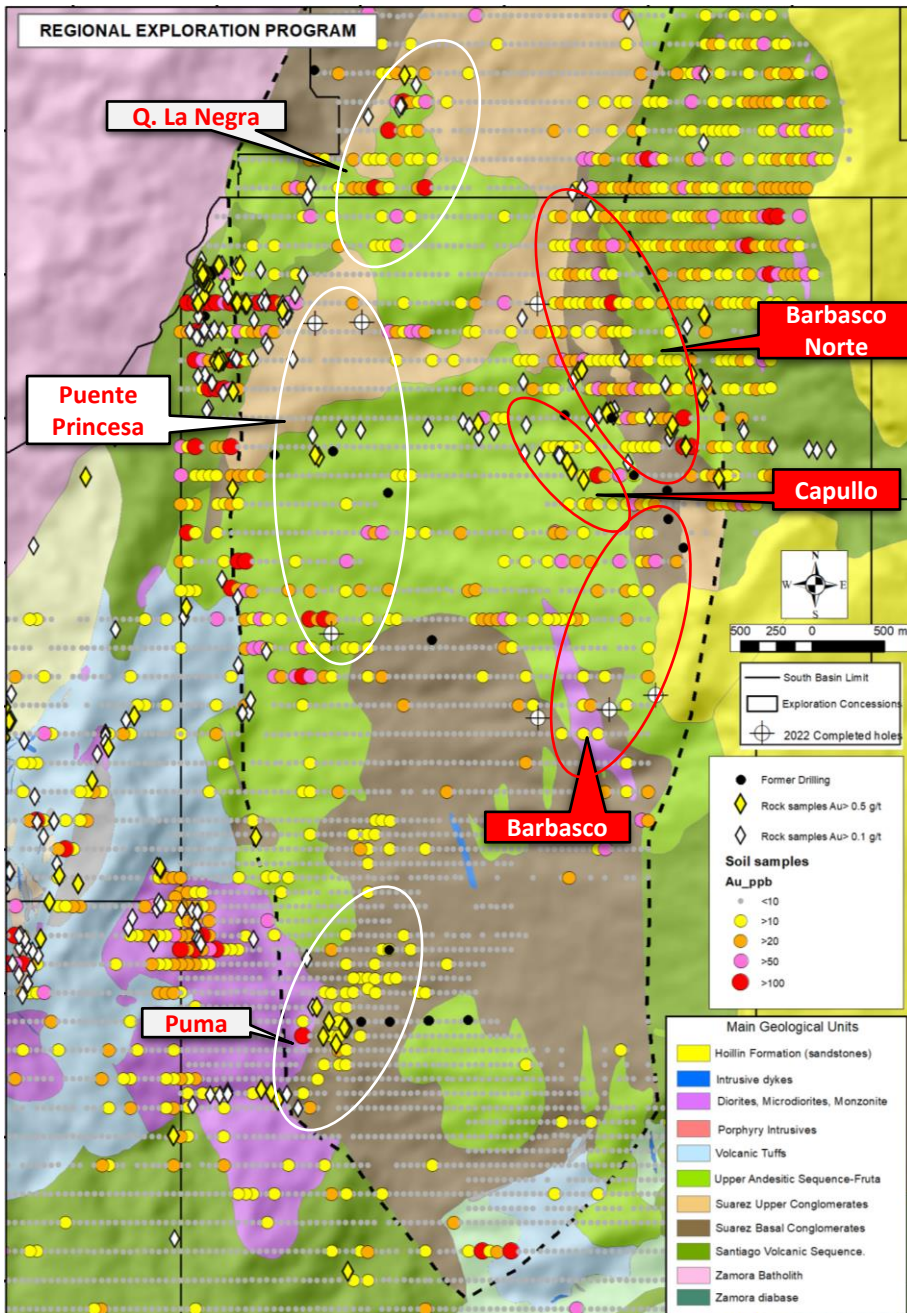 REGIONAL EXPLORATION PROGRAM
Q. La Negra
Barbasco
Norte
Puente
Princesa
Capullo
N
W E
S
500 250 0 500 m
South Basin Limit
Exploration Concessions
2022 Completed holes
Barbasco
Former Drilling
Rock samples Au> 0.5 g/t
Rock samples Au> 0.1 g/t
Soil samples
Au_ppb
<10
>10
>20
>50
>100
Puma
Main Geological Units
Hoillin Formation (sandstones)
Intrusive dykes
Diorites, Microdiorites, Monzonite
Porphyry Intrusives
Volcanic Tuffs
Upper Andesitic Sequence-Fruta
Suarez Upper Conglomerates
Suarez Basal Conglomerates
Santiago Volcanic Sequence.
Zamora Batholith
Zamora diabase